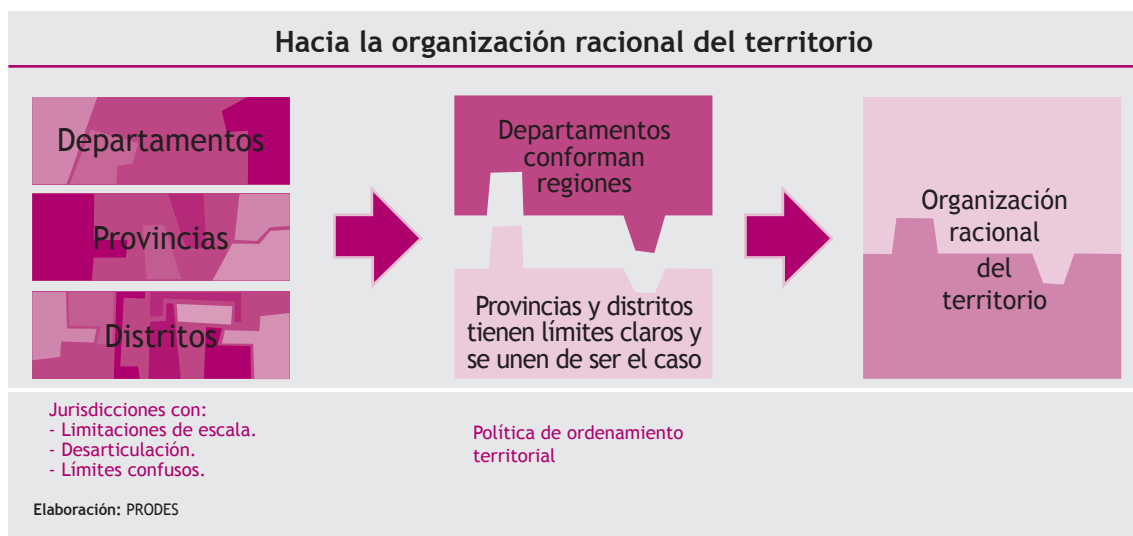 Hacia la organización racional del territorio
Departamentos
Provincias
Distritos
Departamentos
conforman
regiones
Provincias y distritos
tienen límites claros y
se unen de ser el caso
Organización
racional
del
territorio
Jurisdicciones con:
- Limitaciones de escala.
- Desarticulación.
- Límites confusos.
Política de ordenamiento
territorial
Elaboración: PRODES